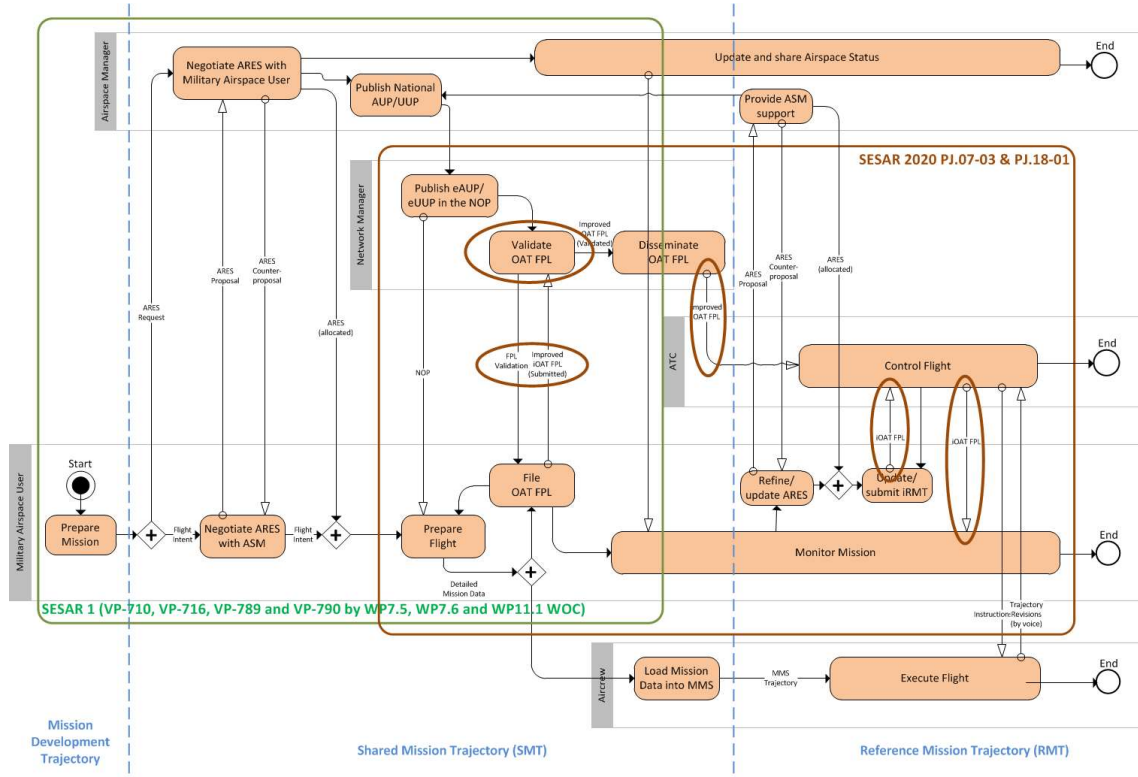 Airspace Manager
Negotiate ARES with
Military Airspace User
Update and share Airspace Status
End
Publish National
AUP/UUP
Provide ASM
support
SESAR 2020 PJ.07-03 & PJ.18-01
Network Manager
Publish eAUP/
eUUP in the NOP
Validate
OAT FPL
Improved
OAT FPL
(Validated)
Disseminate
OAT FPL
ARES
Proposal
ARES
Counter-
proposal
ARES
Request
ARES
(allocated)
ARES
Proposal
ARES
Counter-
proposal
ARES
(allocated)
Improved
OAT FPL
ATC
Control Flight
End
NOP
FPL
Validation
Improved
iOAT FPL
(Submitted)
iOAT FPL
iOAT FPL
Military Airspace User
Start
Prepare
Mission
Flight
Intent
Negotiate ARES
with ASM
Flight
Intent
File
OAT FPL
Prepare
Flight
Refine/
update ARES
Update/
submit iRMT
Monitor Mission
End
Detailed
Mission Data
SESAR 1 (VP-710, VP-716, VP-789 and VP-790 by WP7.5, WP7.6 and WP11.1 WOC)
Instruction
Trajectory
Revisions
(by voice)
Aircrew
Load Mission
Data into MMS
MMS
Trajectory
Execute Flight
End
Mission
Development
Trajectory
Shared Mission Trajectory (SMT)
Reference Mission Trajectory (RMT)